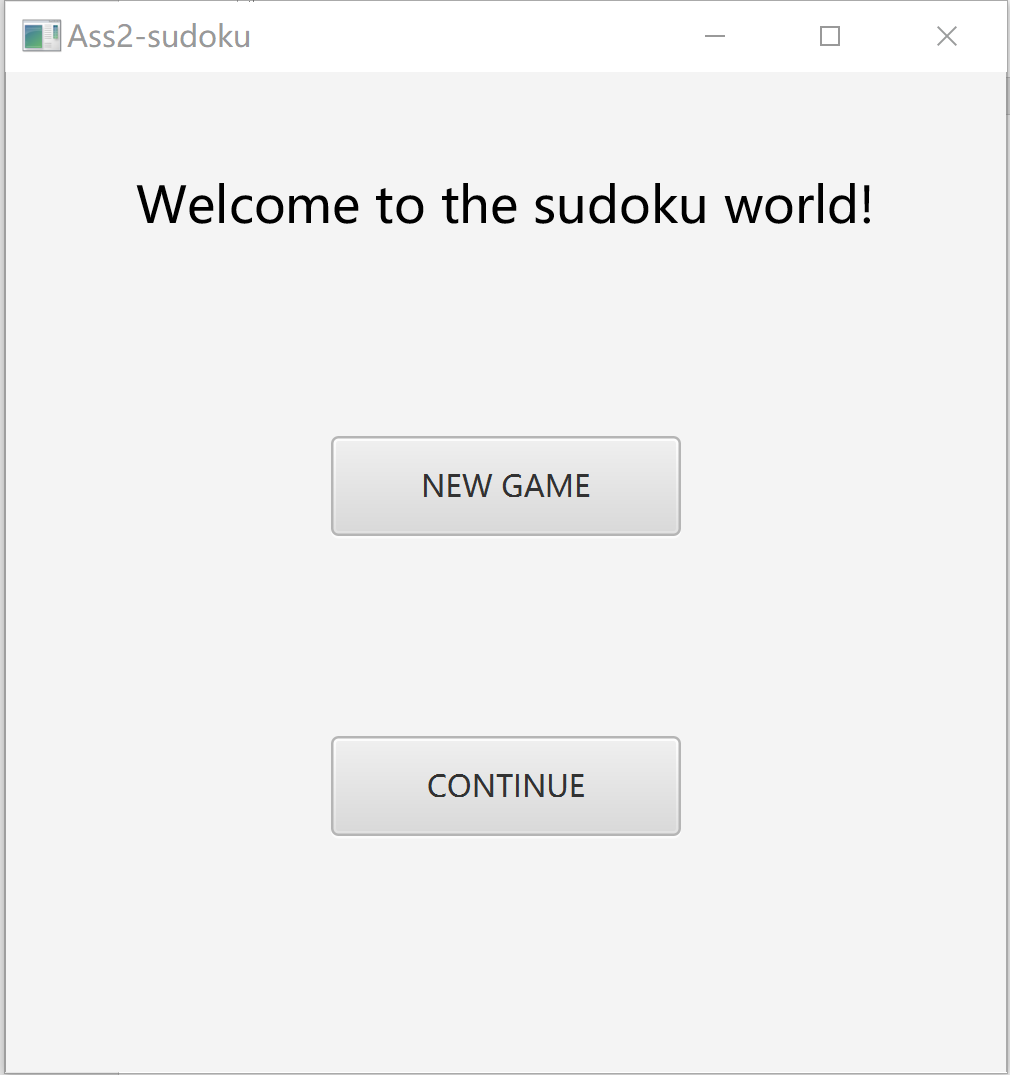 Ass2-sudoku
Welcome to the sudoku world!
NEW GAME
CONTINUE